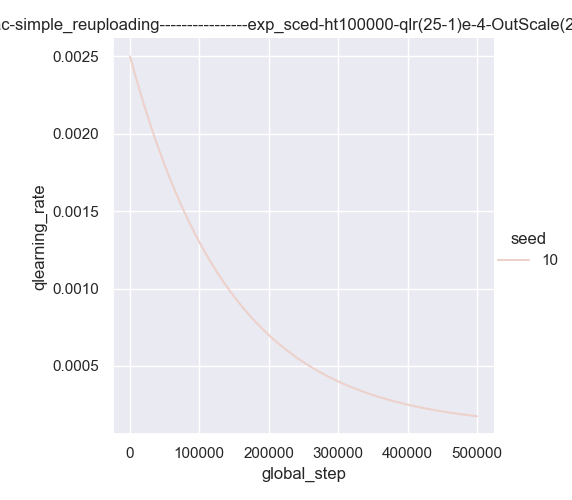 ac-simple_reuploading----------------exp_sced-ht100000-qlr(25-1)e-4-OutScale(2
0.0025
0.0020
0.0015
0.0010
0.0005
qlearning_rate
0 100000 200000 300000 400000 500000
global_step
seed
10